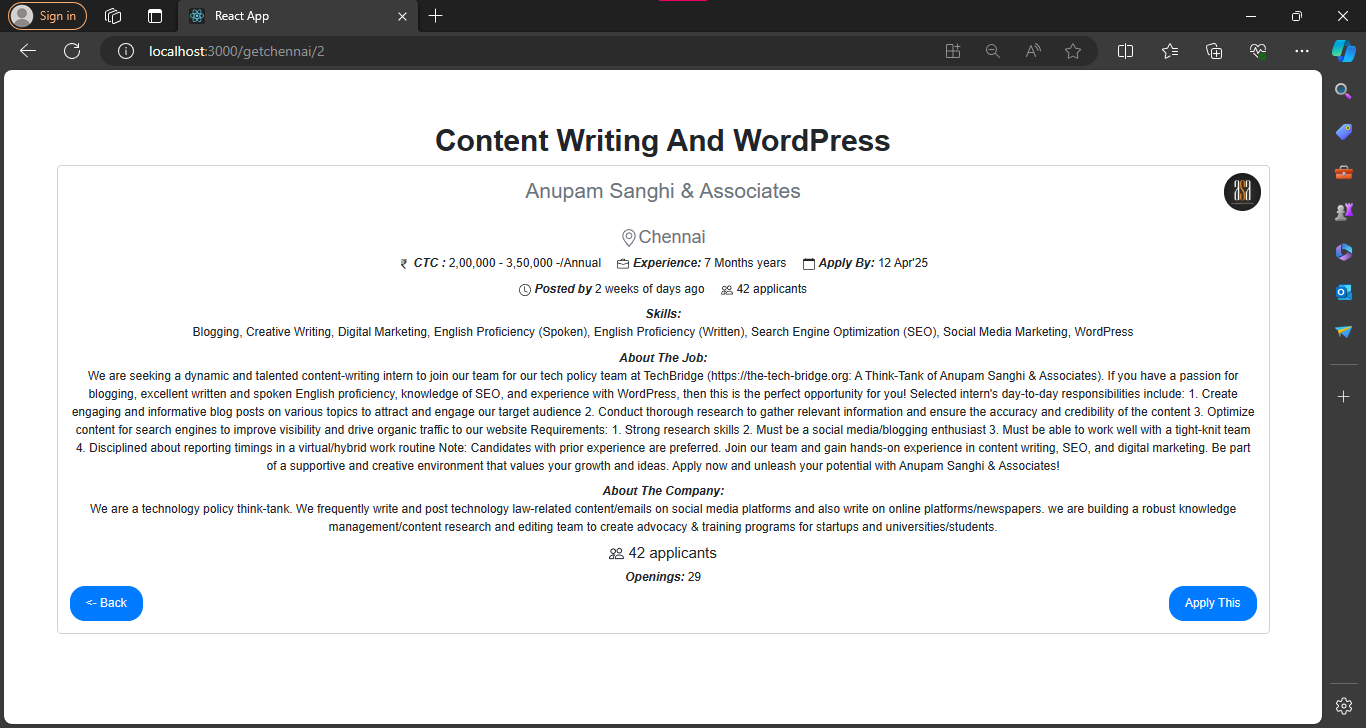 Sign in
React App
localhost:3000/getchennai/2
Content Writing And WordPress
Anupam Sanghi & Associates
Chennai
₹ CTC : 2,00,000 - 3,50,000 -/Annual Experience: 7 Months years Apply By: 12 Apr'25
Posted by 2 weeks of days ago 42 applicants
Skills:
Blogging, Creative Writing, Digital Marketing, English Proficiency (Spoken), English Proficiency (Written), Search Engine Optimization (SEO), Social Media Marketing, WordPress
About The Job:
We are seeking a dynamic and talented content-writing intern to join our team for our tech policy team at TechBridge (https://the-tech-bridge.org: A Think-Tank of Anupam Sanghi & Associates). If you have a passion for
blogging, excellent written and spoken English proficiency, knowledge of SEO, and experience with WordPress, then this is the perfect opportunity for you! Selected intern's day-to-day responsibilities include: 1. Create
engaging and informative blog posts on various topics to attract and engage our target audience 2. Conduct thorough research to gather relevant information and ensure the accuracy and credibility of the content 3. Optimize
content for search engines to improve visibility and drive organic traffic to our website Requirements: 1. Strong research skills 2. Must be a social media/blogging enthusiast 3. Must be able to work well with a tight-knit team
4. Disciplined about reporting timings in a virtual/hybrid work routine Note: Candidates with prior experience are preferred. Join our team and gain hands-on experience in content writing, SEO, and digital marketing. Be part
of a supportive and creative environment that values your growth and ideas. Apply now and unleash your potential with Anupam Sanghi & Associates!
About The Company:
We are a technology policy think-tank. We frequently write and post technology law-related content/emails on social media platforms and also write on online platforms/newspapers. we are building a robust knowledge
management/content research and editing team to create advocacy & training programs for startups and universities/students.
42 applicants
Openings: 29
<- Back
Apply This